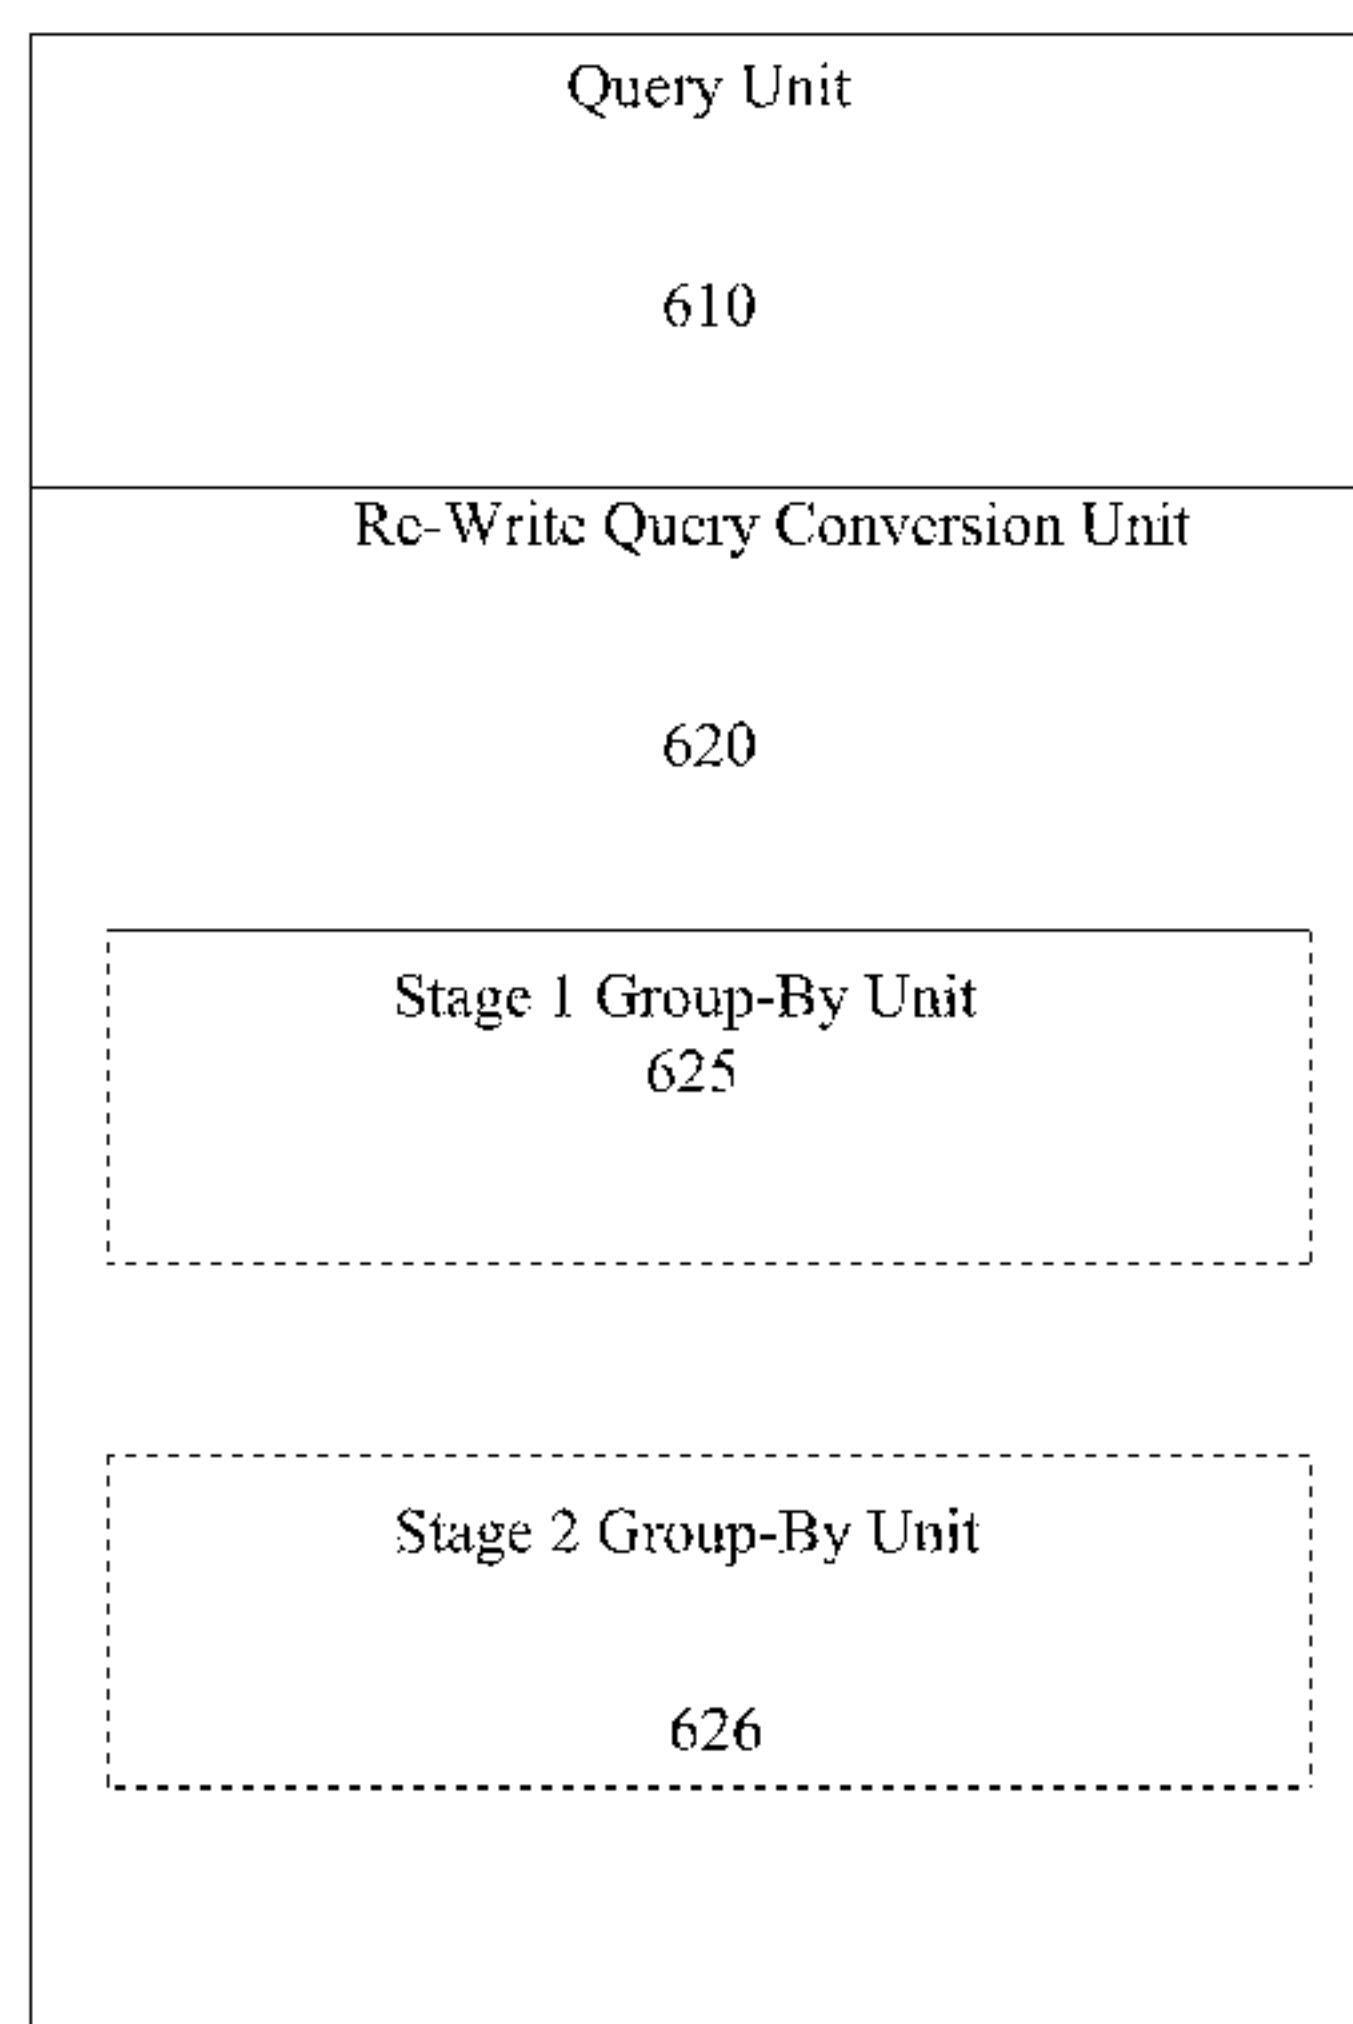 Query Unit
610
Re-Write Query Conversion Unit
620
Stage 1 Group-By Unit
625
Stage 2 Group-By Unit
626